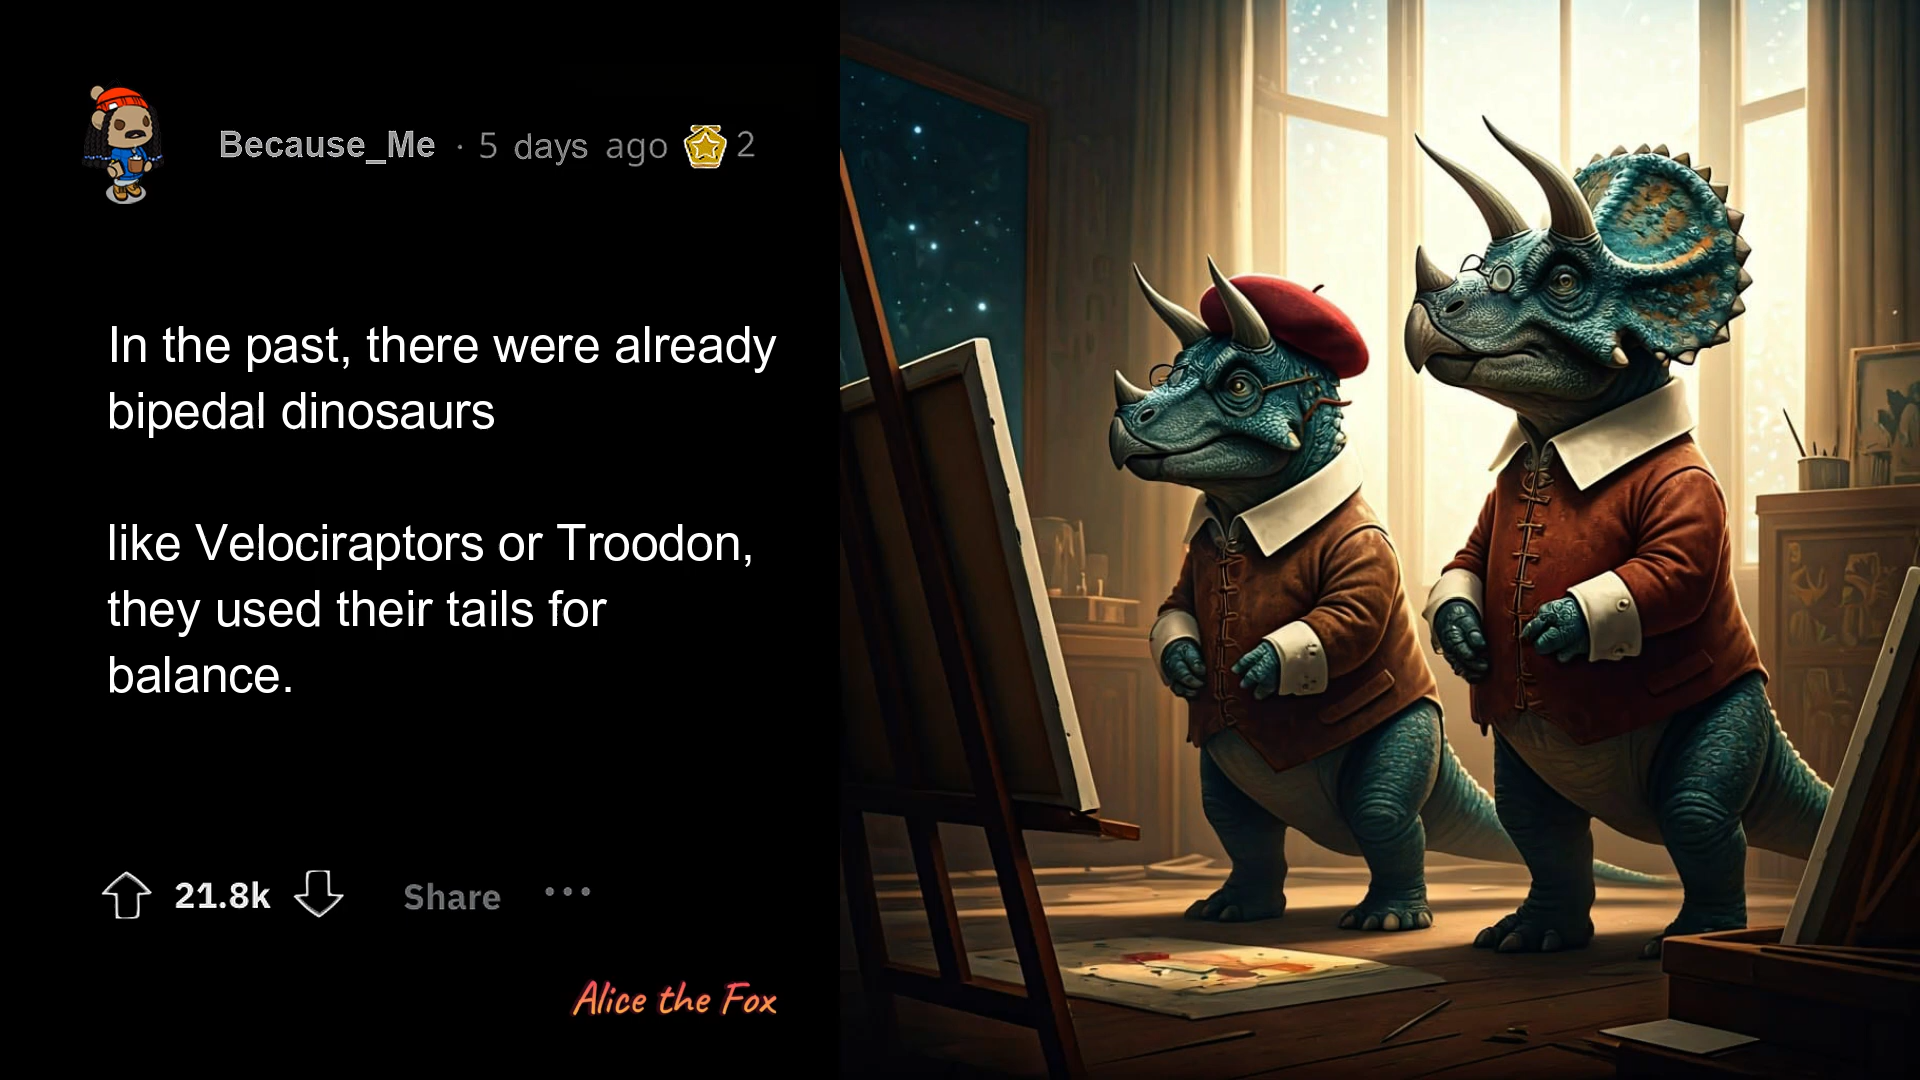 Because_Me · 5 days ago 2
In the past, there were already
bipedal dinosaurs
like Velociraptors or Troodon,
they used their tails for
balance.
21.8k Share ...
Alice the Fox